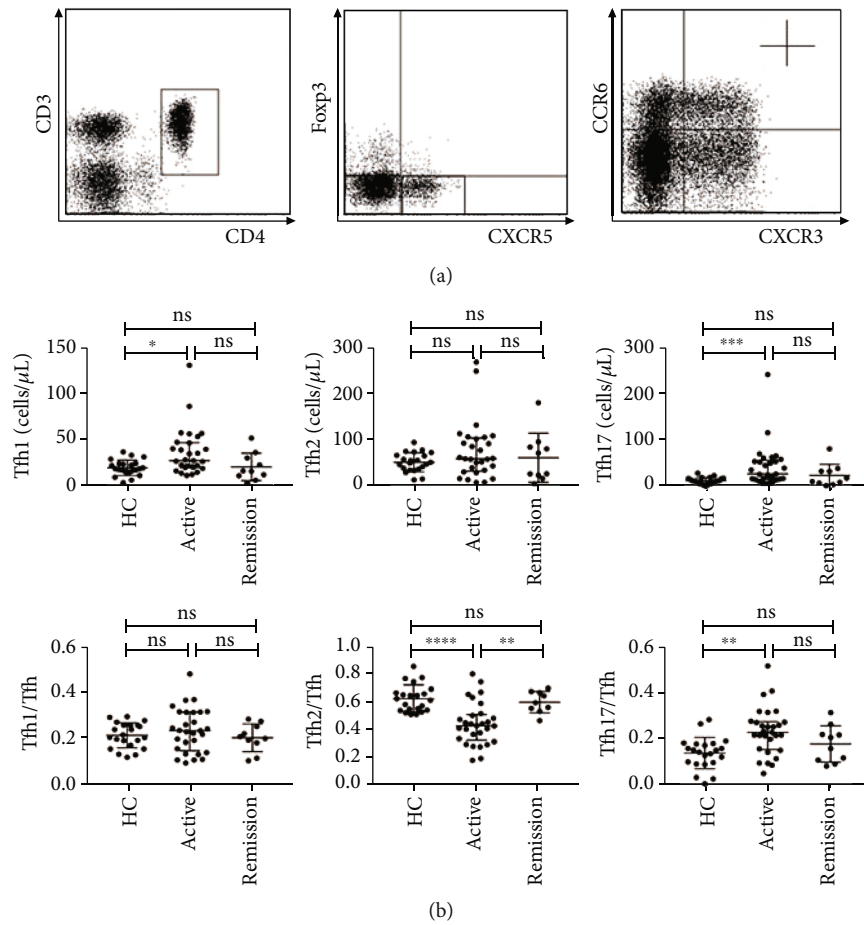 CD3
CD4
Foxp3
CXCR5
CCR6
CXCR3
(a)
ns
* ns
150
100
50
0
Tfh1 (cells/μL)
HC
Active
Remission
ns
ns ns
300
200
100
0
Tfh2 (cells/μL)
HC
Active
Remission
ns
*** ns
300
200
100
0
Tfh17 (cells/μL)
HC
Active
Remission
ns
ns ns
0.6
0.4
0.2
0.0
Tfh1/Tfh
HC
Active
Remission
ns
**** **
1.0
0.8
0.6
0.4
0.2
0.0
Tfh2/Tfh
HC
Active
Remission
ns
** ns
0.6
0.4
0.2
0.0
Tfh17/Tfh
HC
Active
Remission
(b)